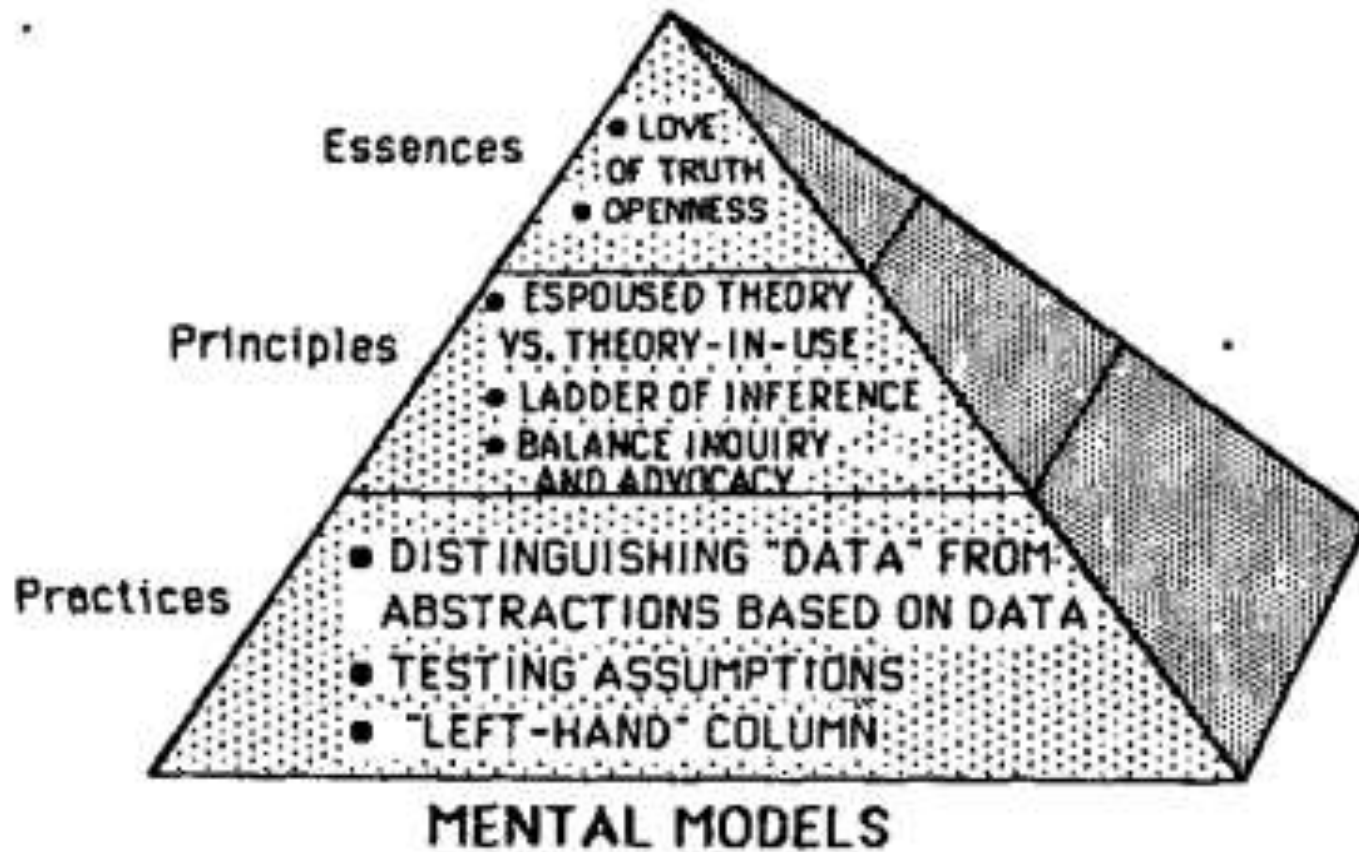 Essences
• LOVE
OF TRUTH
• OPENNESS
Principles
• ESPOUSED THEORY
VS. THEORY-IN-USE
• LADDER OF INFERENCE
• BALANCE INQUIRY
AND ADVOCACY
Practices
• DISTINGUISHING "DATA" FROM
ABSTRACTIONS BASED ON DATA
• TESTING ASSUMPTIONS
• "LEFT-HAND" COLUMN
MENTAL MODELS